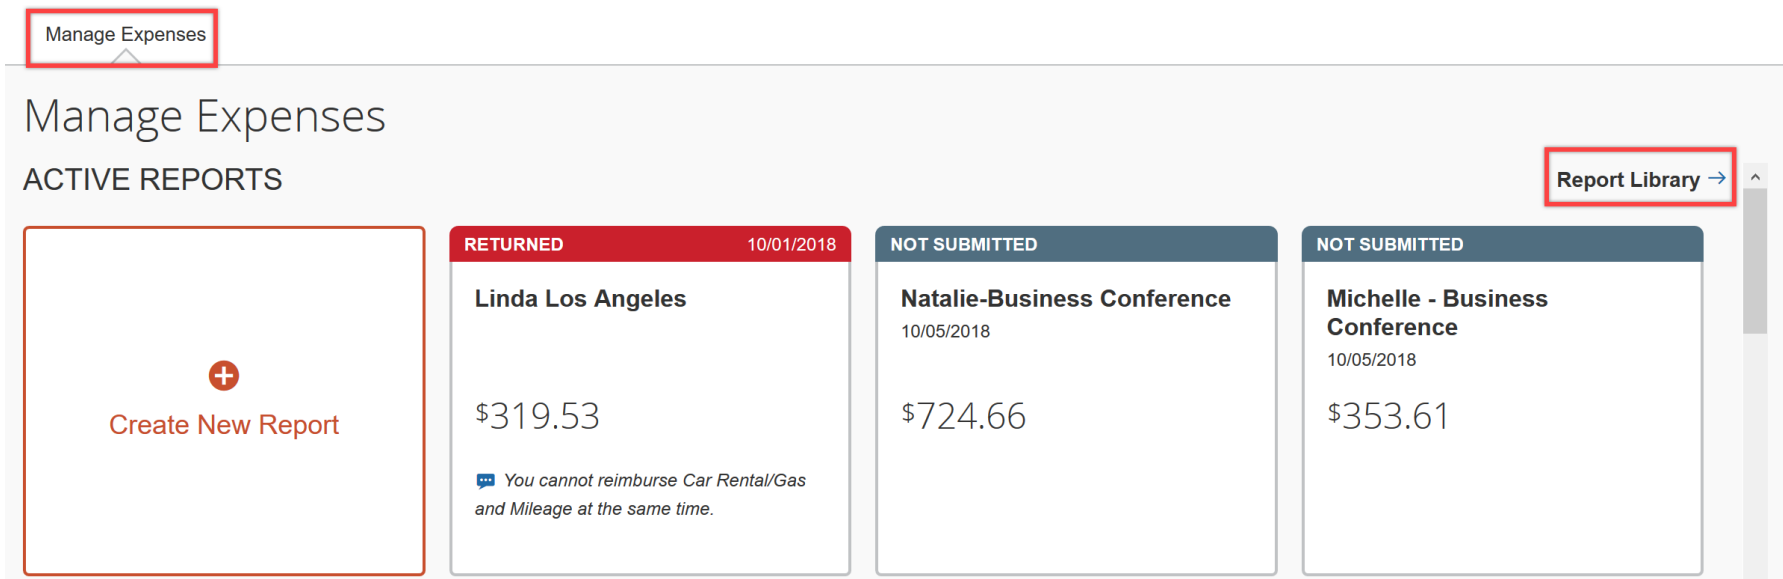 Manage Expenses
Manage Expenses
ACTIVE REPORTS
Report Library →
Create New Report
RETURNED 10/01/2018
Linda Los Angeles
$319.53
You cannot reimburse Car Rental/Gas
and Mileage at the same time.
NOT SUBMITTED
Natalie-Business Conference
10/05/2018
$724.66
NOT SUBMITTED
Michelle - Business
Conference
10/05/2018
$353.61